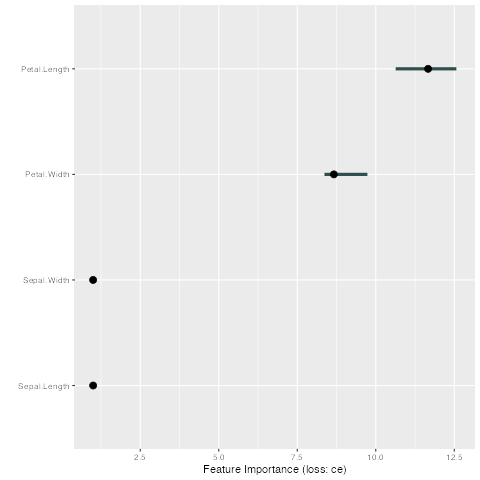 Petal.Length
Petal.Width
Sepal.Width
Sepal.Length
2.5 5.0 7.5 10.0 12.5
Feature Importance (loss: ce)